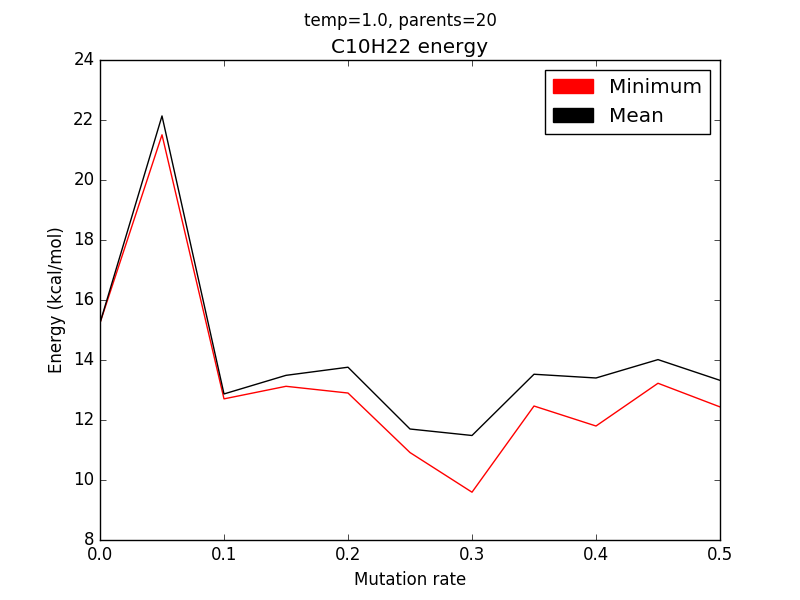 temp=1.0, parents=20
C10H22 energy
24
22
20
18
16
14
12
10
8
Energy (kcal/mol)
Minimum
Mean
0.0 0.1 0.2 0.3 0.4 0.5
Mutation rate